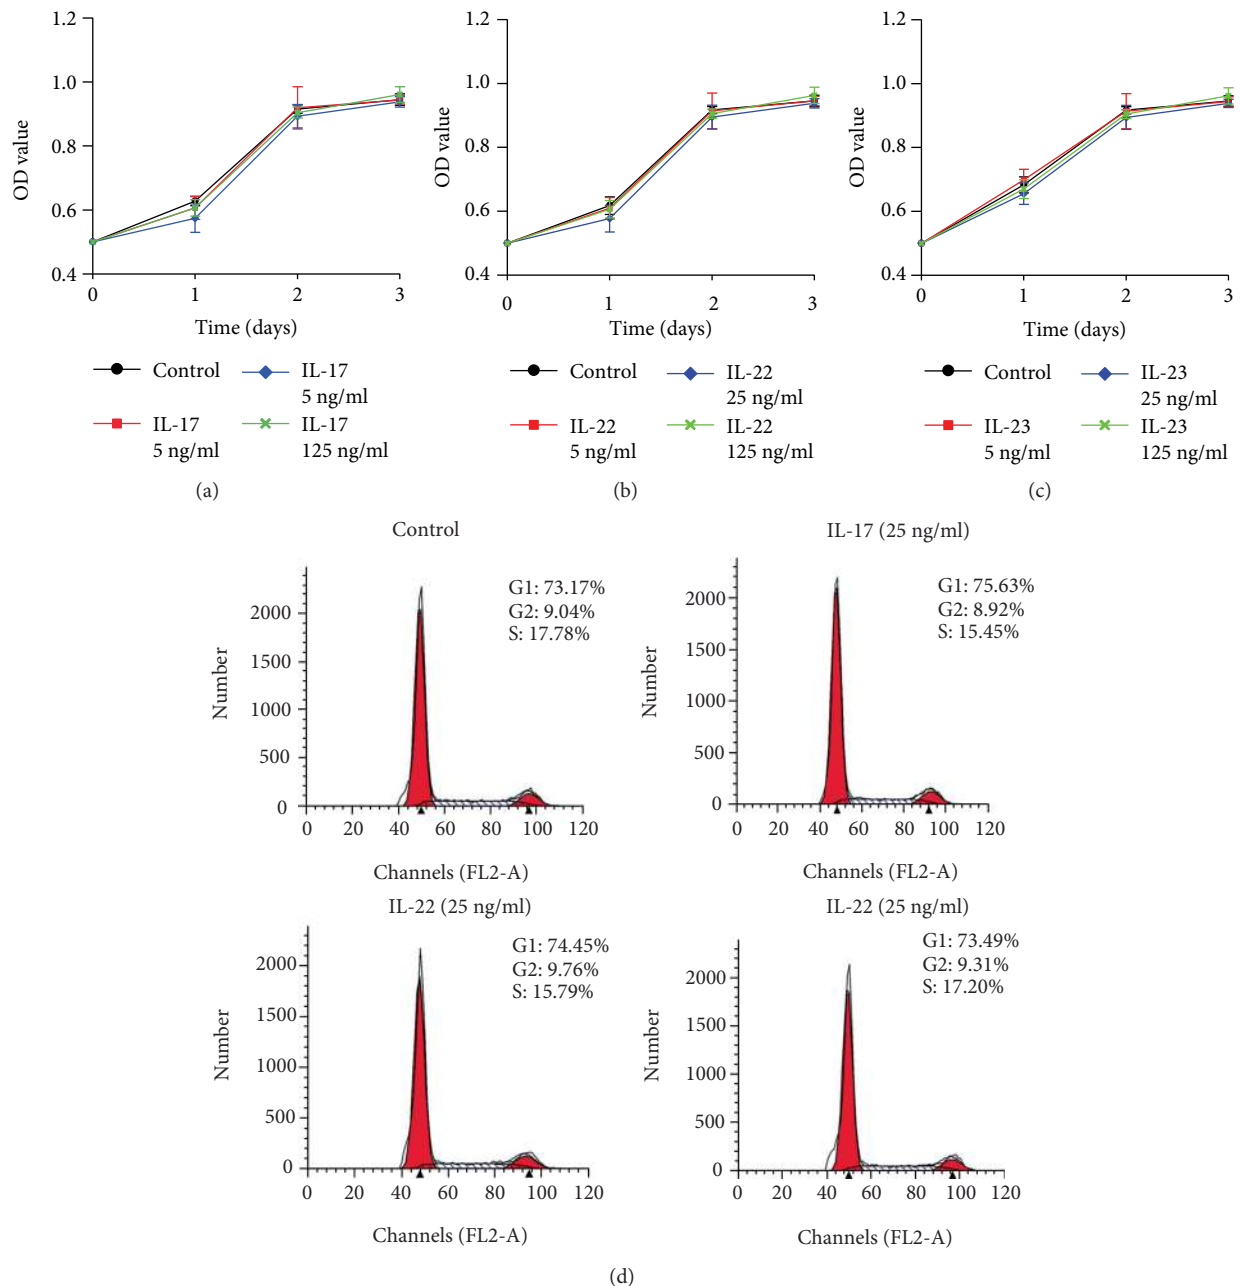 1.2
1.0
0.8
0.6
0.4
OD value
0
1
2
3
Time (days)
Control
IL-17
5 ng/ml
IL-17
5 ng/ml
IL-17
125 ng/ml
(a)
1.2
1.0
0.8
0.6
0.4
OD value
0
1
2
3
Time (days)
Control
IL-22
25 ng/ml
IL-22
5 ng/ml
IL-22
125 ng/ml
(b)
1.2
1.0
0.8
0.6
0.4
OD value
0
1
2
3
Time (days)
Control
IL-23
25 ng/ml
IL-23
5 ng/ml
IL-23
125 ng/ml
(c)
Control
G1: 73.17%
G2: 9.04%
S: 17.78%
2000
1500
1000
500
0
Number
0 20 40 60 80 100 120
Channels (FL2-A)
IL-17 (25 ng/ml)
G1: 75.63%
G2: 8.92%
S: 15.45%
2000
1500
1000
500
0
Number
0 20 40 60 80 100 120
Channels (FL2-A)
IL-22 (25 ng/ml)
G1: 74.45%
G2: 9.76%
S: 15.79%
2000
1500
1000
500
0
Number
0 20 40 60 80 100 120
Channels (FL2-A)
IL-22 (25 ng/ml)
G1: 73.49%
G2: 9.31%
S: 17.20%
2000
1500
1000
500
0
Number
0 20 40 60 80 100 120
Channels (FL2-A)
(d)